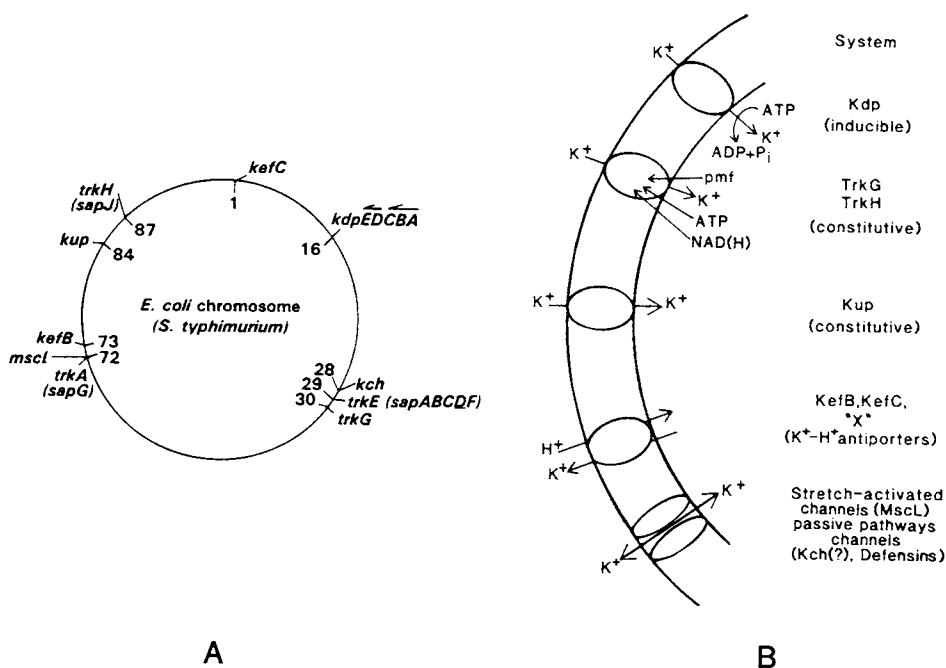 kefC
1
trkH
(sapJ)
87
kup
84
kdpEDCBA
16
E. coli chromosome
(S. typhimurium)
kefB
73
mscL
72
trkA
(sapG)
28
kch
29
trkE (sapABCDF)
30
trkG
A
System
K+
ATP
K+
ADP+Pi
Kdp
(inducible)
K+
pmf
K+
ATP
NAD(H)
TrkG
TrkH
(constitutive)
K+
K+
Kup
(constitutive)
H+
K+
KefB,KefC,
"X"
(K+-H+antiporters)
K+
K+
Stretch-activated
channels (MscL)
passive pathways
channels
(Kch(?), Defensins)
B